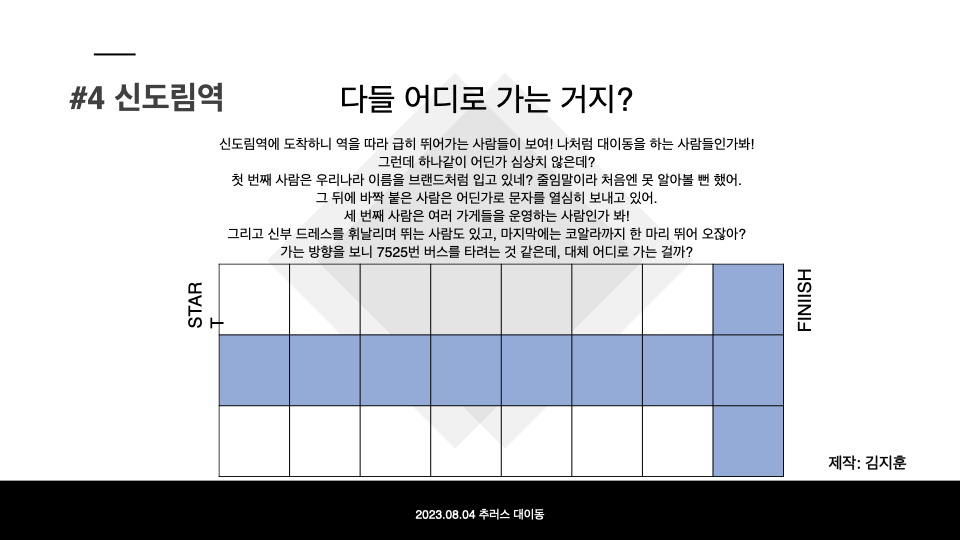 #4 신도림역
다들 어디로 가는 거지?
신도림역에 도착하니 역을 따라 급히 뛰어가는 사람들이 보여! 나처럼 대이동을 하는 사람들인가봐!
그런데 하나같이 어딘가 심상치 않은데?
첫 번째 사람은 우리나라 이름을 브랜드처럼 입고 있네? 줄임말이라 처음엔 못 알아볼 뻔 했어.
그 뒤에 바짝 붙은 사람은 어딘가로 문자를 열심히 보내고 있어.
세 번째 사람은 여러 가게들을 운영하는 사람인가 봐!
그리고 신부 드레스를 휘날리며 뛰는 사람도 있고, 마지막에는 코알라까지 한 마리 뛰어 오잖아?
가는 방향을 보니 7525번 버스를 타려는 것 같은데, 대체 어디로 가는 걸까?
STAR
T
FINIISH
제작: 김지훈
2023.08.04 추러스 대이동